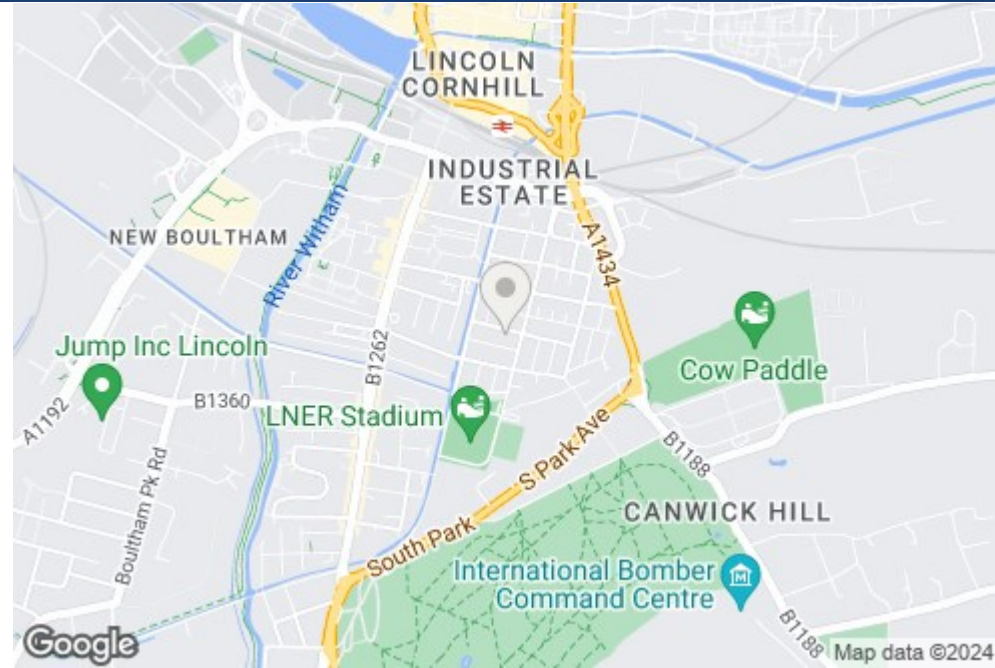 LINCOLN
CORNHILL
INDUSTRIAL
ESTATE
A1434
NEW BOULTHAM
River Witham
B1262
Jump Inc Lincoln
Cow Paddle
A1192
B1360
LNER Stadium
S Park Ave
B1188
Boultham Pk Rd
CANWICK HILL
South Park
International Bomber
Command Centre
B1188
Google
Map data ©2024